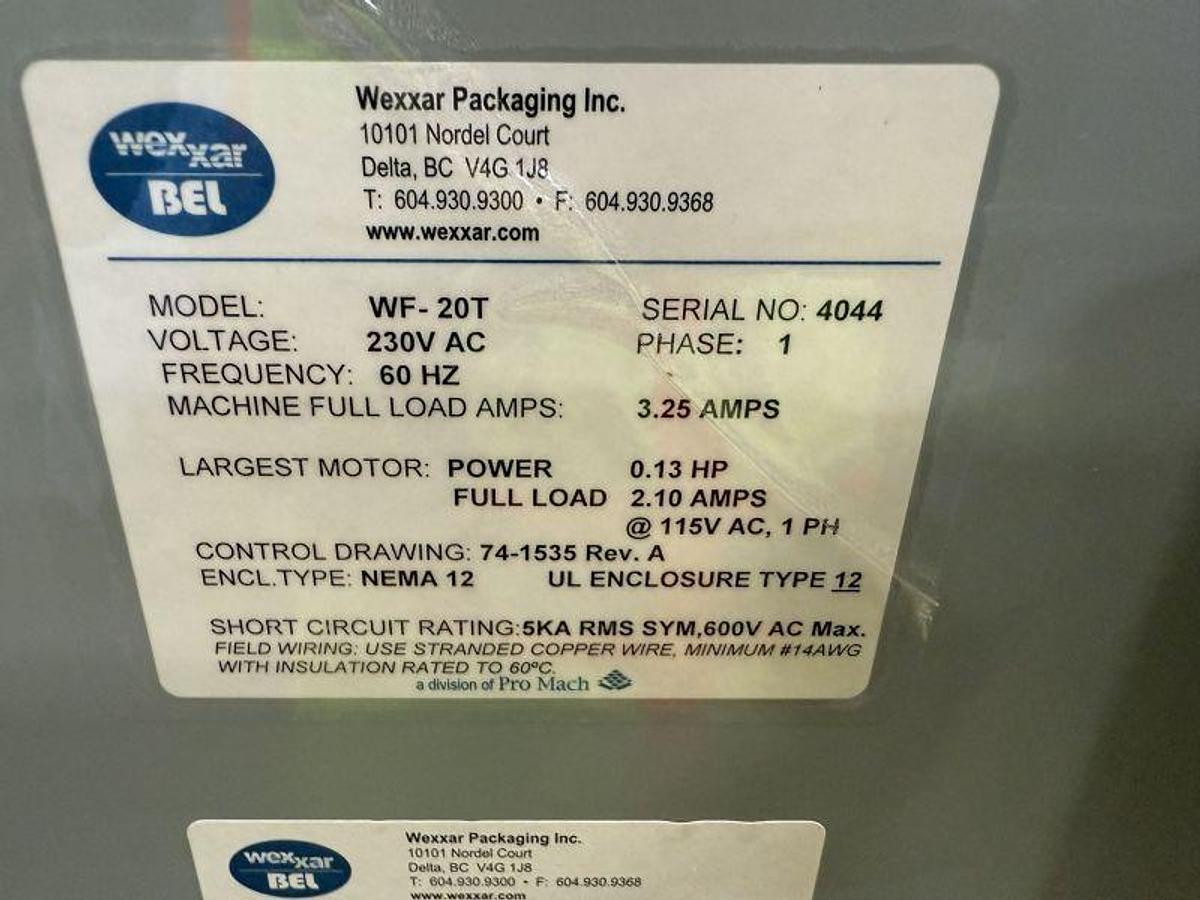 wexxar
BEL
Wexxar Packaging Inc.
10101 Nordel Court
Delta, BC V4G 1J8
T: 604.930.9300 • F: 604.930.9368
www.wexxar.com
MODEL: WF- 20T SERIAL NO: 4044
VOLTAGE: 230V AC PHASE: 1
FREQUENCY: 60 HZ
MACHINE FULL LOAD AMPS: 3.25 AMPS
LARGEST MOTOR: POWER 0.13 HP
FULL LOAD 2.10 AMPS
@ 115V AC, 1 PH
CONTROL DRAWING: 74-1535 Rev. A
ENCL.TYPE: NEMA 12 UL ENCLOSURE TYPE 12
SHORT CIRCUIT RATING:5KA RMS SYM,600V AC Max.
FIELD WIRING: USE STRANDED COPPER WIRE, MINIMUM #14AWG
WITH INSULATION RATED TO 60ºC.
a division of Pro Mach
wexxar
BEL
Wexxar Packaging Inc.
10101 Nordel Court
Delta, BC V4G 1J8
T: 604.930.9300 • F: 604.930.9368
www.wexxar.com